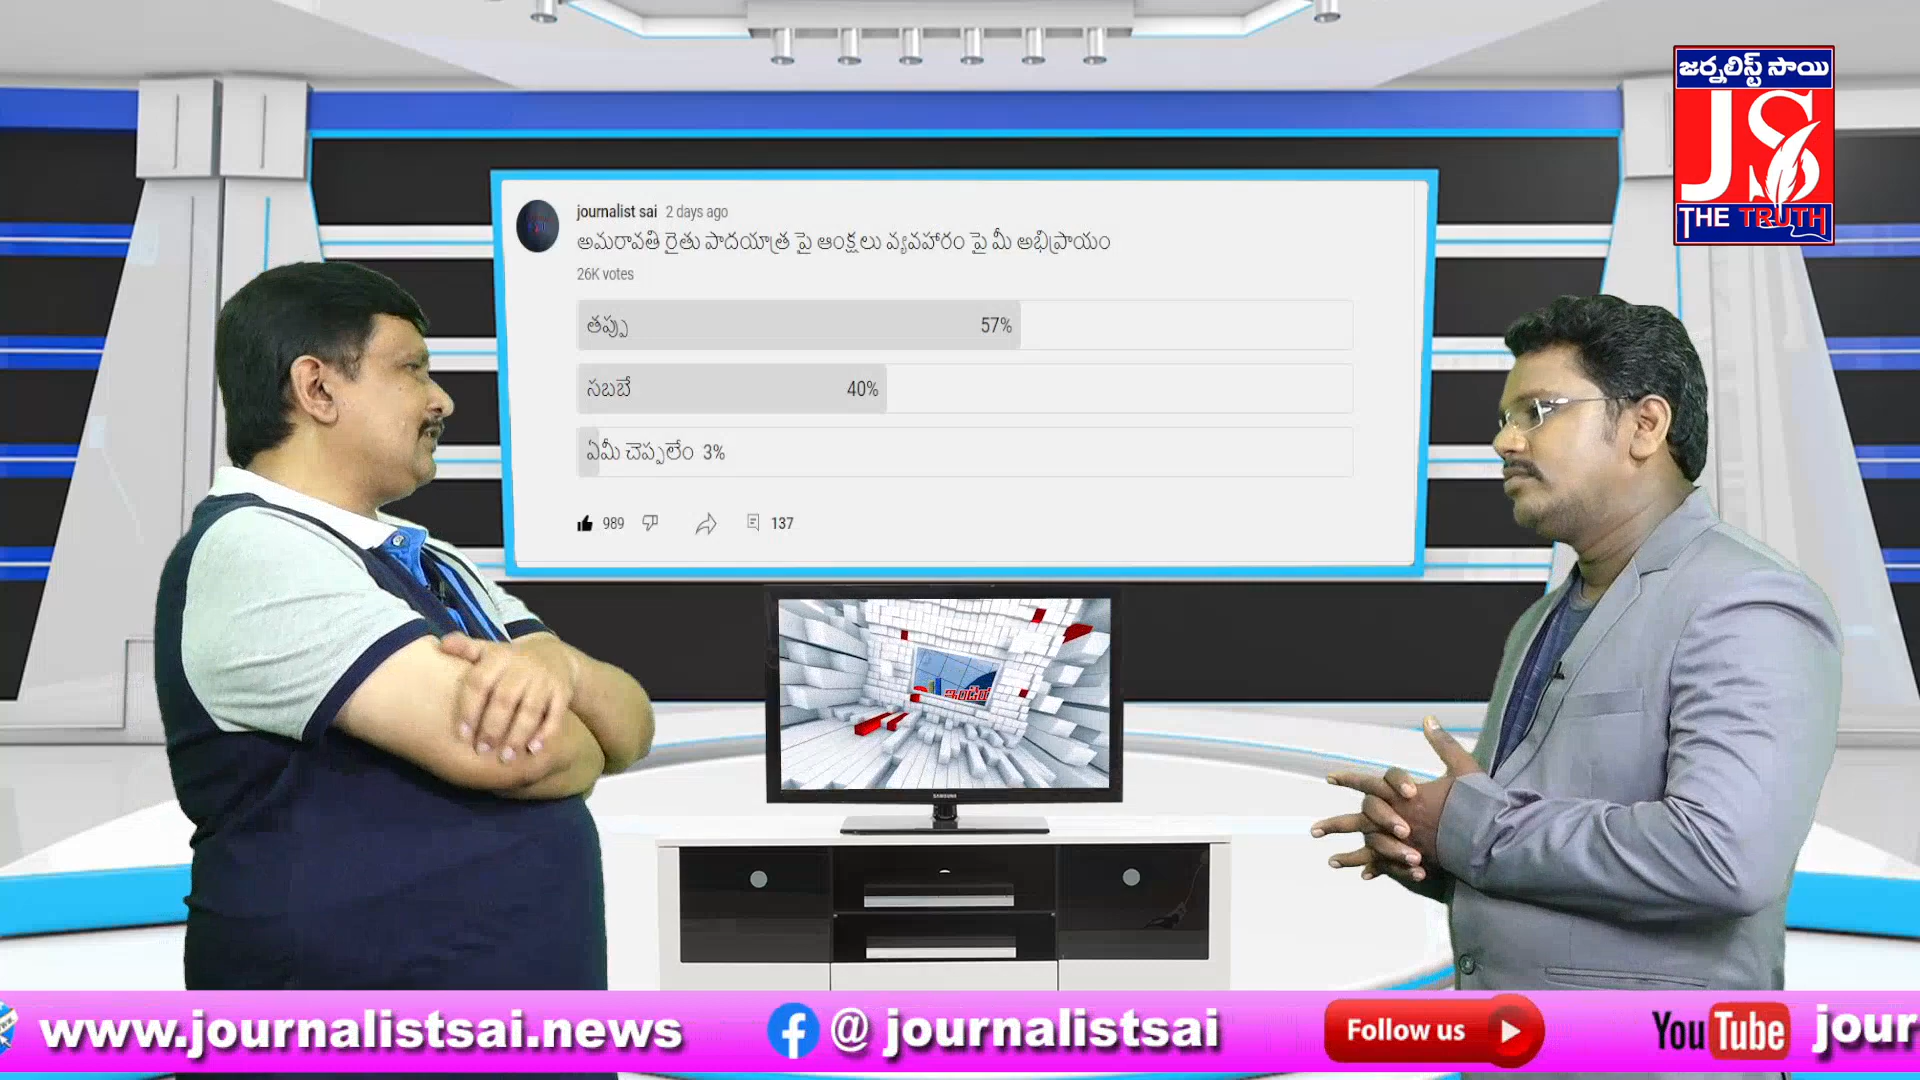 జర్నలిస్ట్ సాయి
JS
THE TRUTH
journalist sai 2 days ago
అమరావతి రైతు పాదయాత్ర పై ఆంక్షలు వ్యవహారం పై మీ అభిప్రాయం
26K votes
తప్పు 57%
సబబే 40%
ఏమీ చెప్పలేం 3%
989 137
SAMSUNG
www.journalistsai.news @ journalistsai Follow us YouTube jour